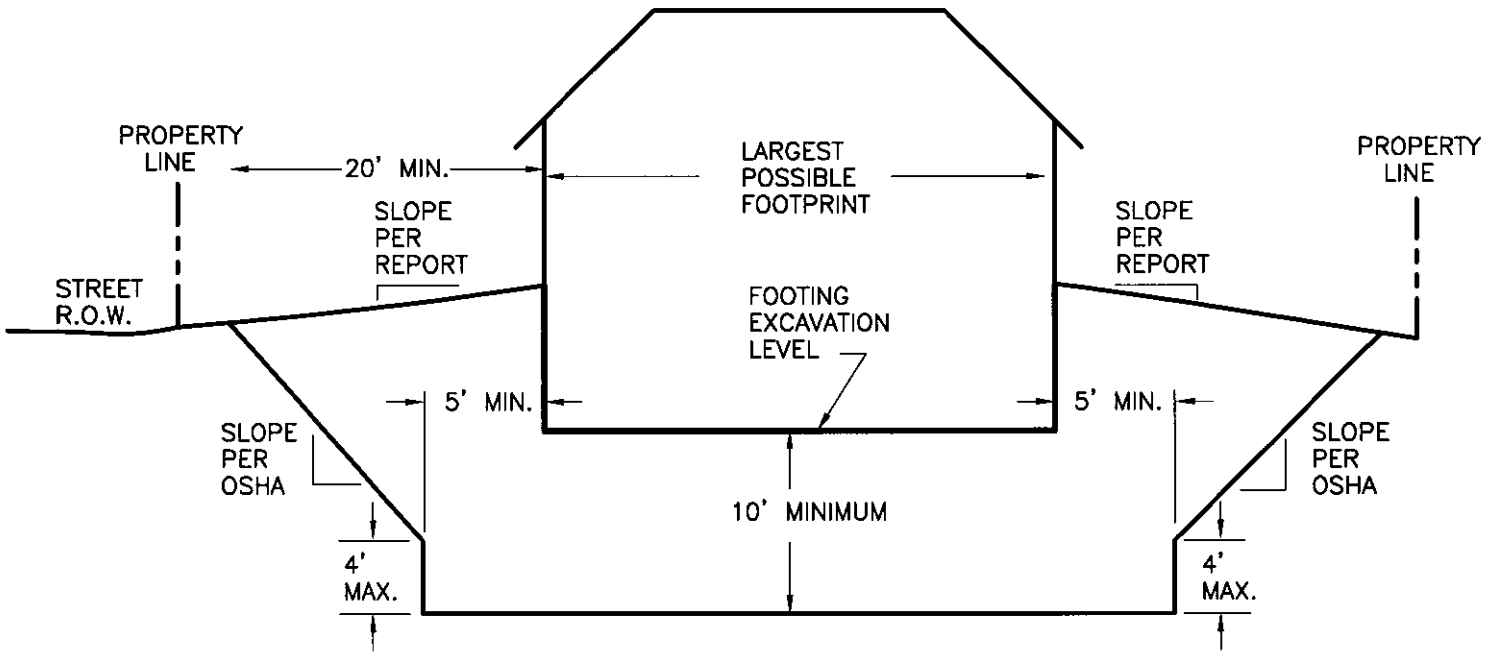 PROPERTY
LINE
20' MIN.
LARGEST
POSSIBLE
FOOTPRINT
PROPERTY
LINE
SLOPE
PER
REPORT
SLOPE
PER
REPORT
STREET
R.O.W.
FOOTING
EXCAVATION
LEVEL
5' MIN.
5' MIN.
SLOPE
PER
OSHA
SLOPE
PER
OSHA
10' MINIMUM
4'
MAX.
4'
MAX.